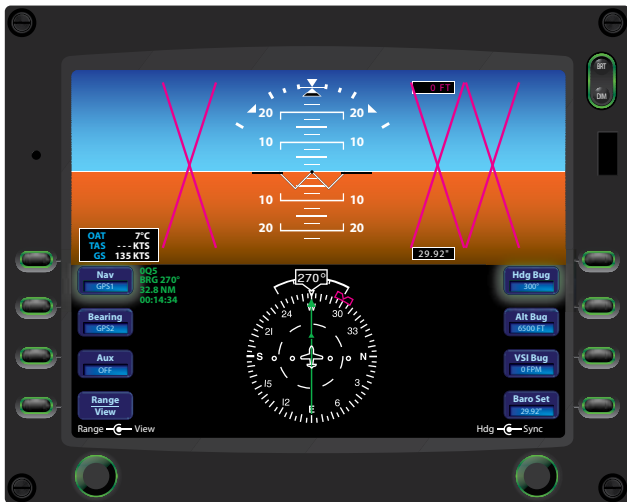 BRT
DIM
0 FT
20 20
10 10
10 10
20 20
OAT 7°C
TAS - - - KTS
GS 135 KTS
29.92"
Nav
GPS1
0Q5
BRG 270°
32.8 NM
00:14:34
270°
Hdg Bug
300°
Bearing
GPS2
24 W 30
21 33
Alt Bug
6500 FT
Aux
OFF
S N
VSI Bug
0 FPM
15 3
12 E 6
Range
View
Baro Set
29.92"
Range View
Hdg Sync